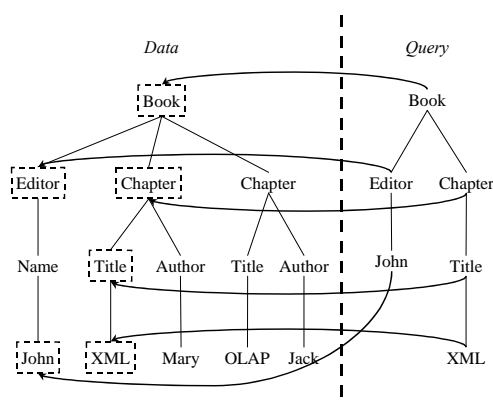 Data Query
Book Book
Editor Chapter Chapter Editor Chapter
Name Title Author Title Author John Title
John XML Mary OLAP Jack XML